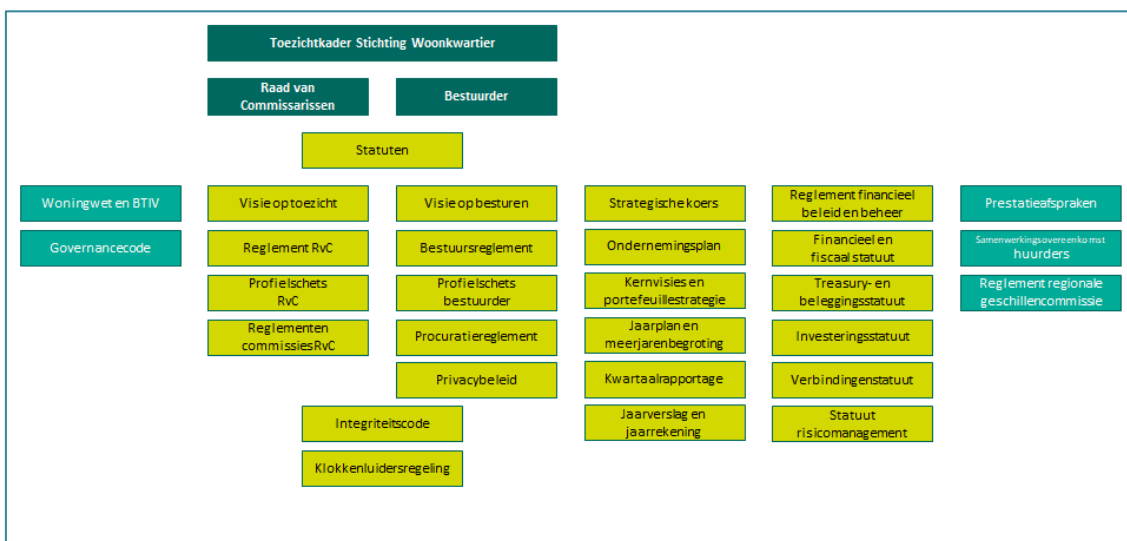 Toezichtkader Stichting Woonkwartier
Raad van
Commissarissen
Bestuurder
Statuten
Woningwet en BTIV
Governancecode
Visie op toezicht
Reglement RvC
Profielschets
RvC
Reglementen
commissies RvC
Visie op besturen
Bestuursreglement
Profielschets
bestuurder
Procuratiereglement
Privacybeleid
Integriteitscode
Klokkenluidersregeling
Strategische koers
Ondernemingsplan
Kernvisies en
portefeuillestrategie
Jaarplan en
meerjarenbegroting
Kwartaalrapportage
Jaarverslag en
jaarrekening
Reglement financieel
beleid en beheer
Financieel en
fiscaal statuut
Treasury- en
beleggingsstatuut
Investeringsstatuut
Verbindingenstatuut
Statuut
risicomanagement
Prestatieafspraken
Samenwerkingsovereenkomst
huurders
Reglement regionale
geschillencommissie